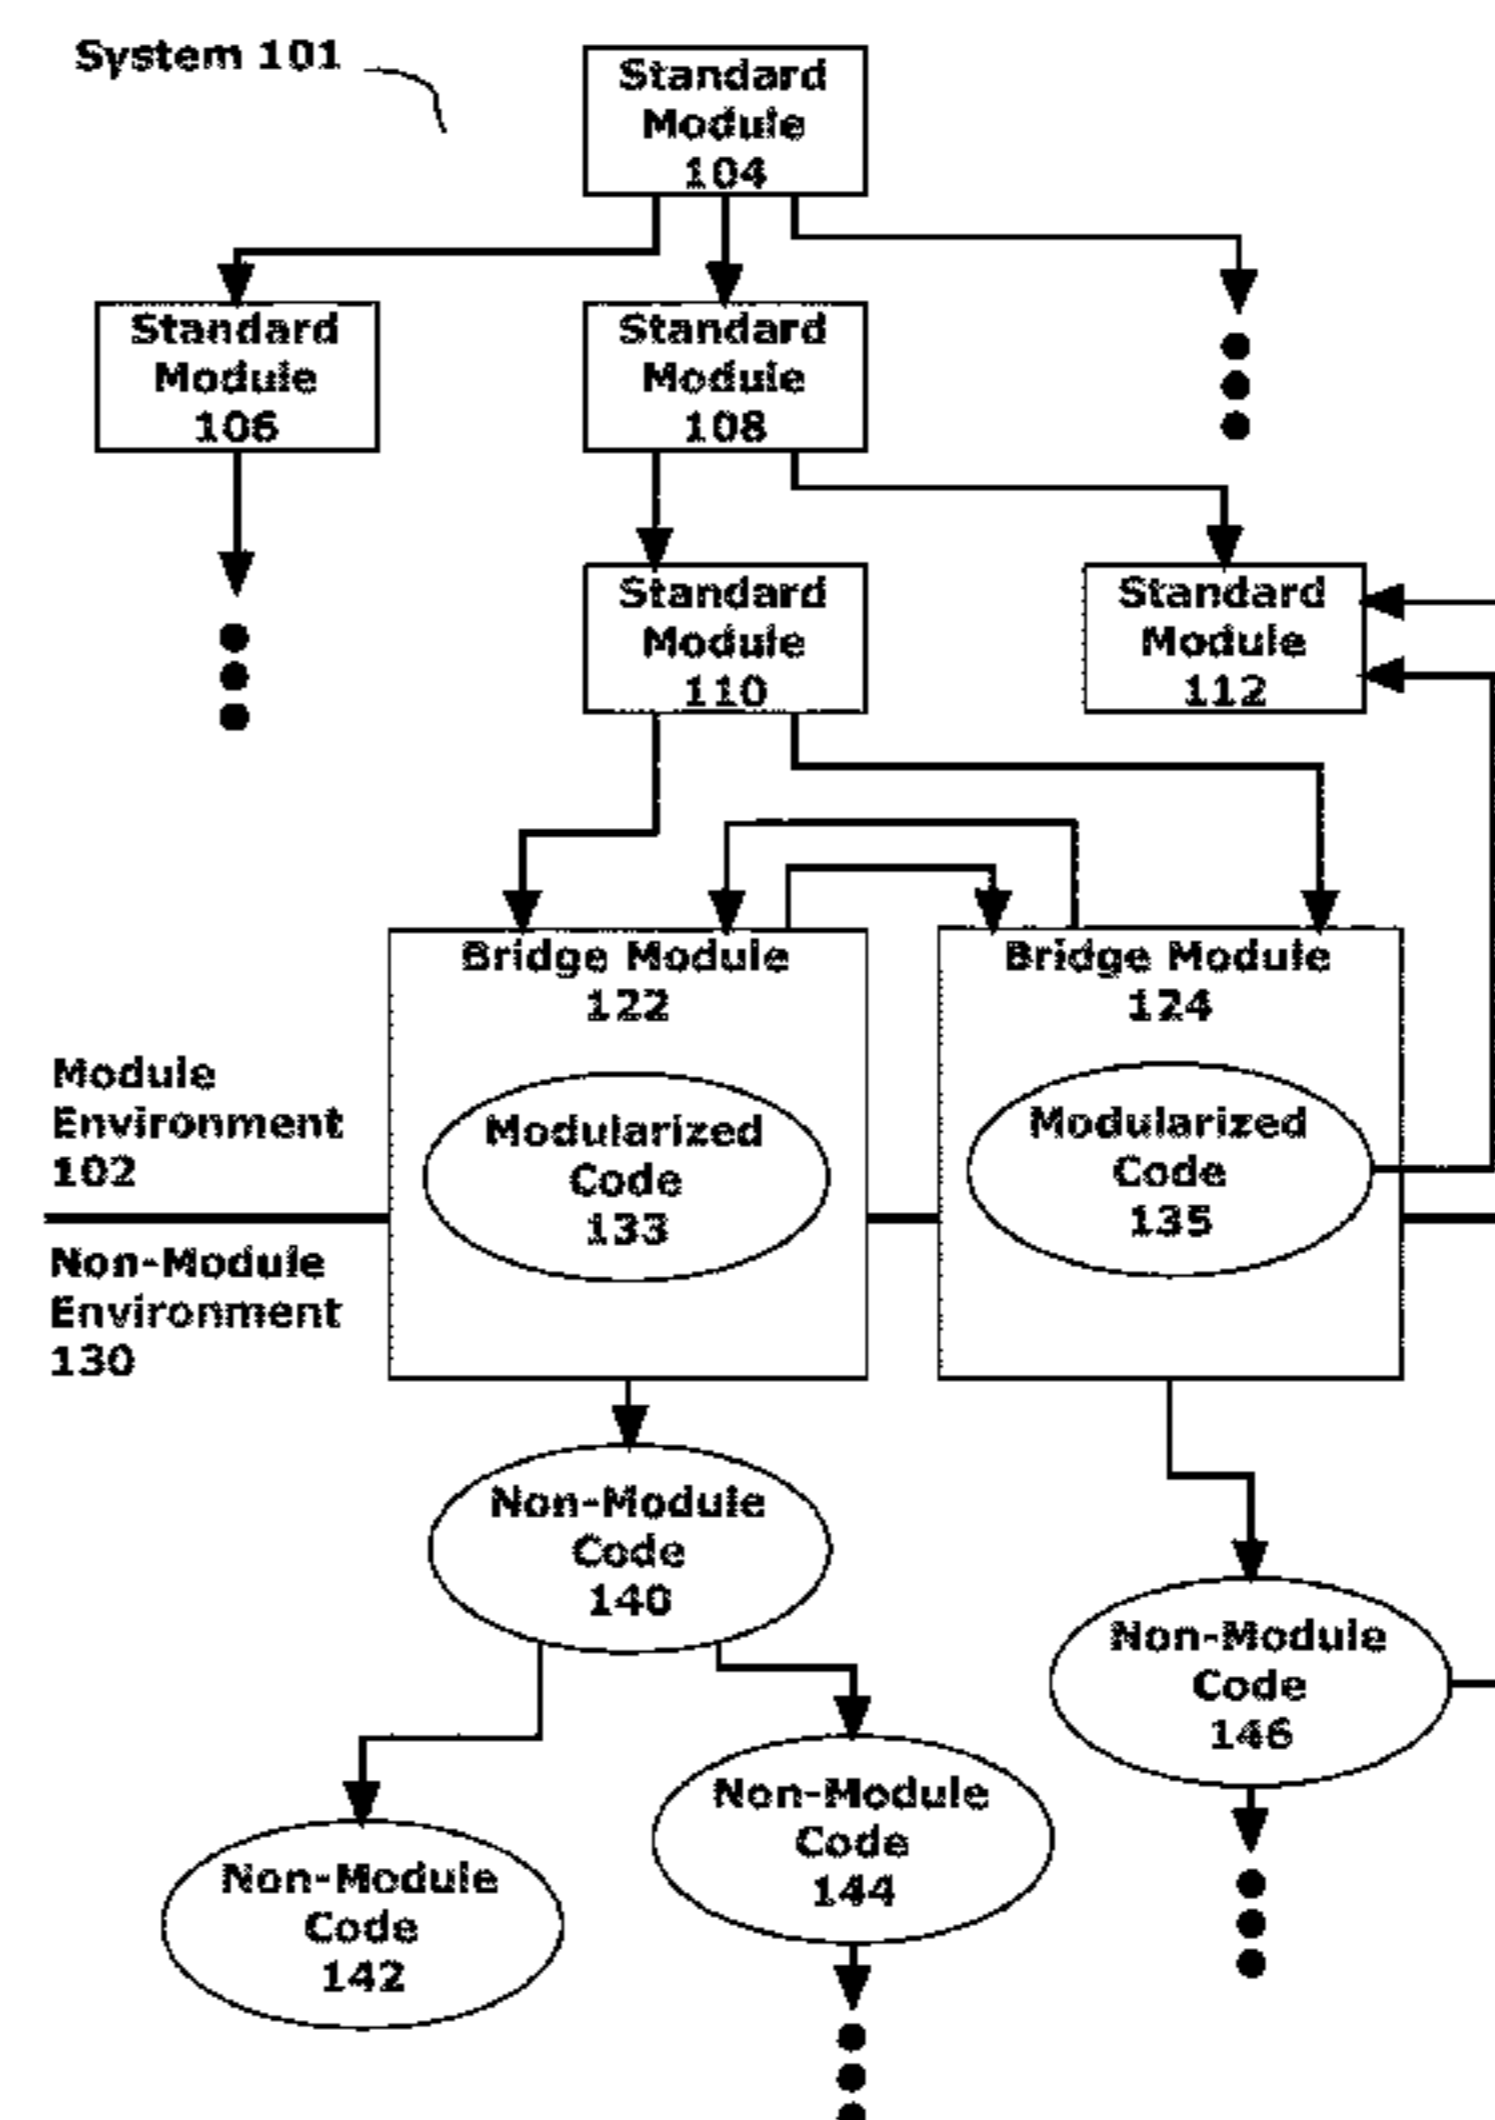 System 101
Standard
Module
104
Standard
Module
106
Standard
Module
108
Standard
Module
110
Standard
Module
112
Bridge Module
122
Bridge Module
124
Modularized
Code
133
Modularized
Code
135
Module
Environment
102
Non-Module
Environment
130
Non-Module
Code
140
Non-Module
Code
146
Non-Module
Code
144
Non-Module
Code
142